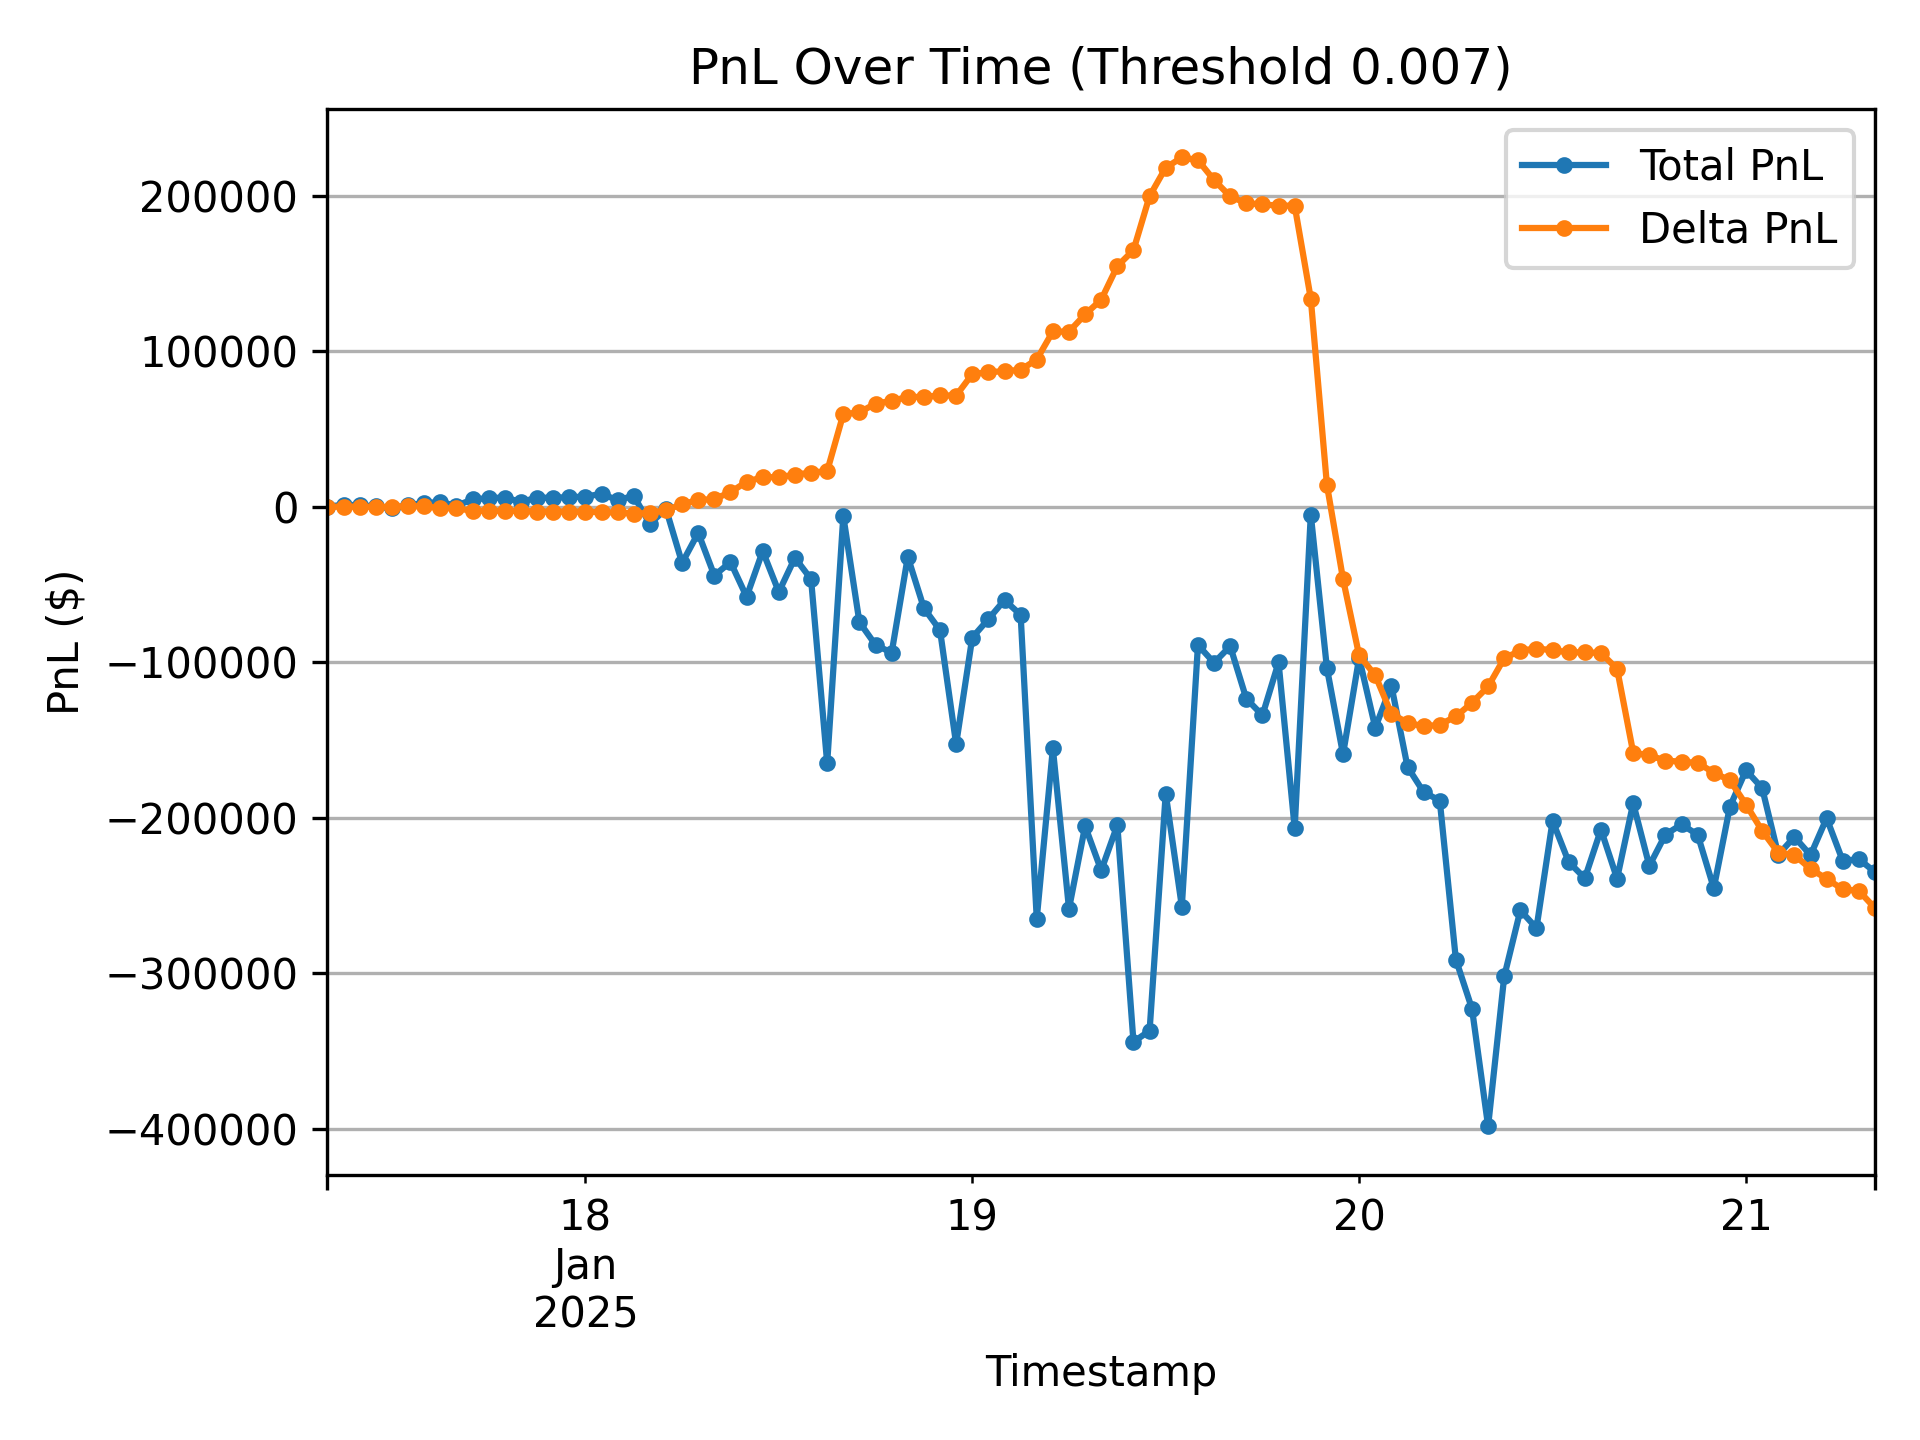 PnL Over Time (Threshold 0.007)
Total PnL
Delta PnL
200000
100000
0
−100000
−200000
−300000
−400000
PnL ($)
18
Jan
2025
19
20
21
Timestamp